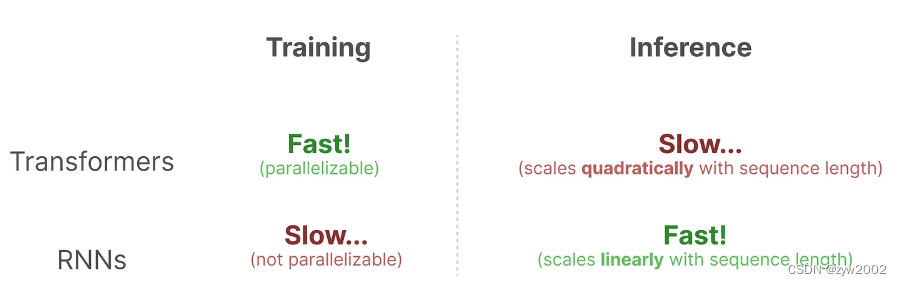 Training
Inference
Transformers
Fast!
(parallelizable)
Slow...
(scales quadratically with sequence length)
RNNs
Slow...
(not parallelizable)
Fast!
(scales linearly with sequence length)
CSDN @zyw2002